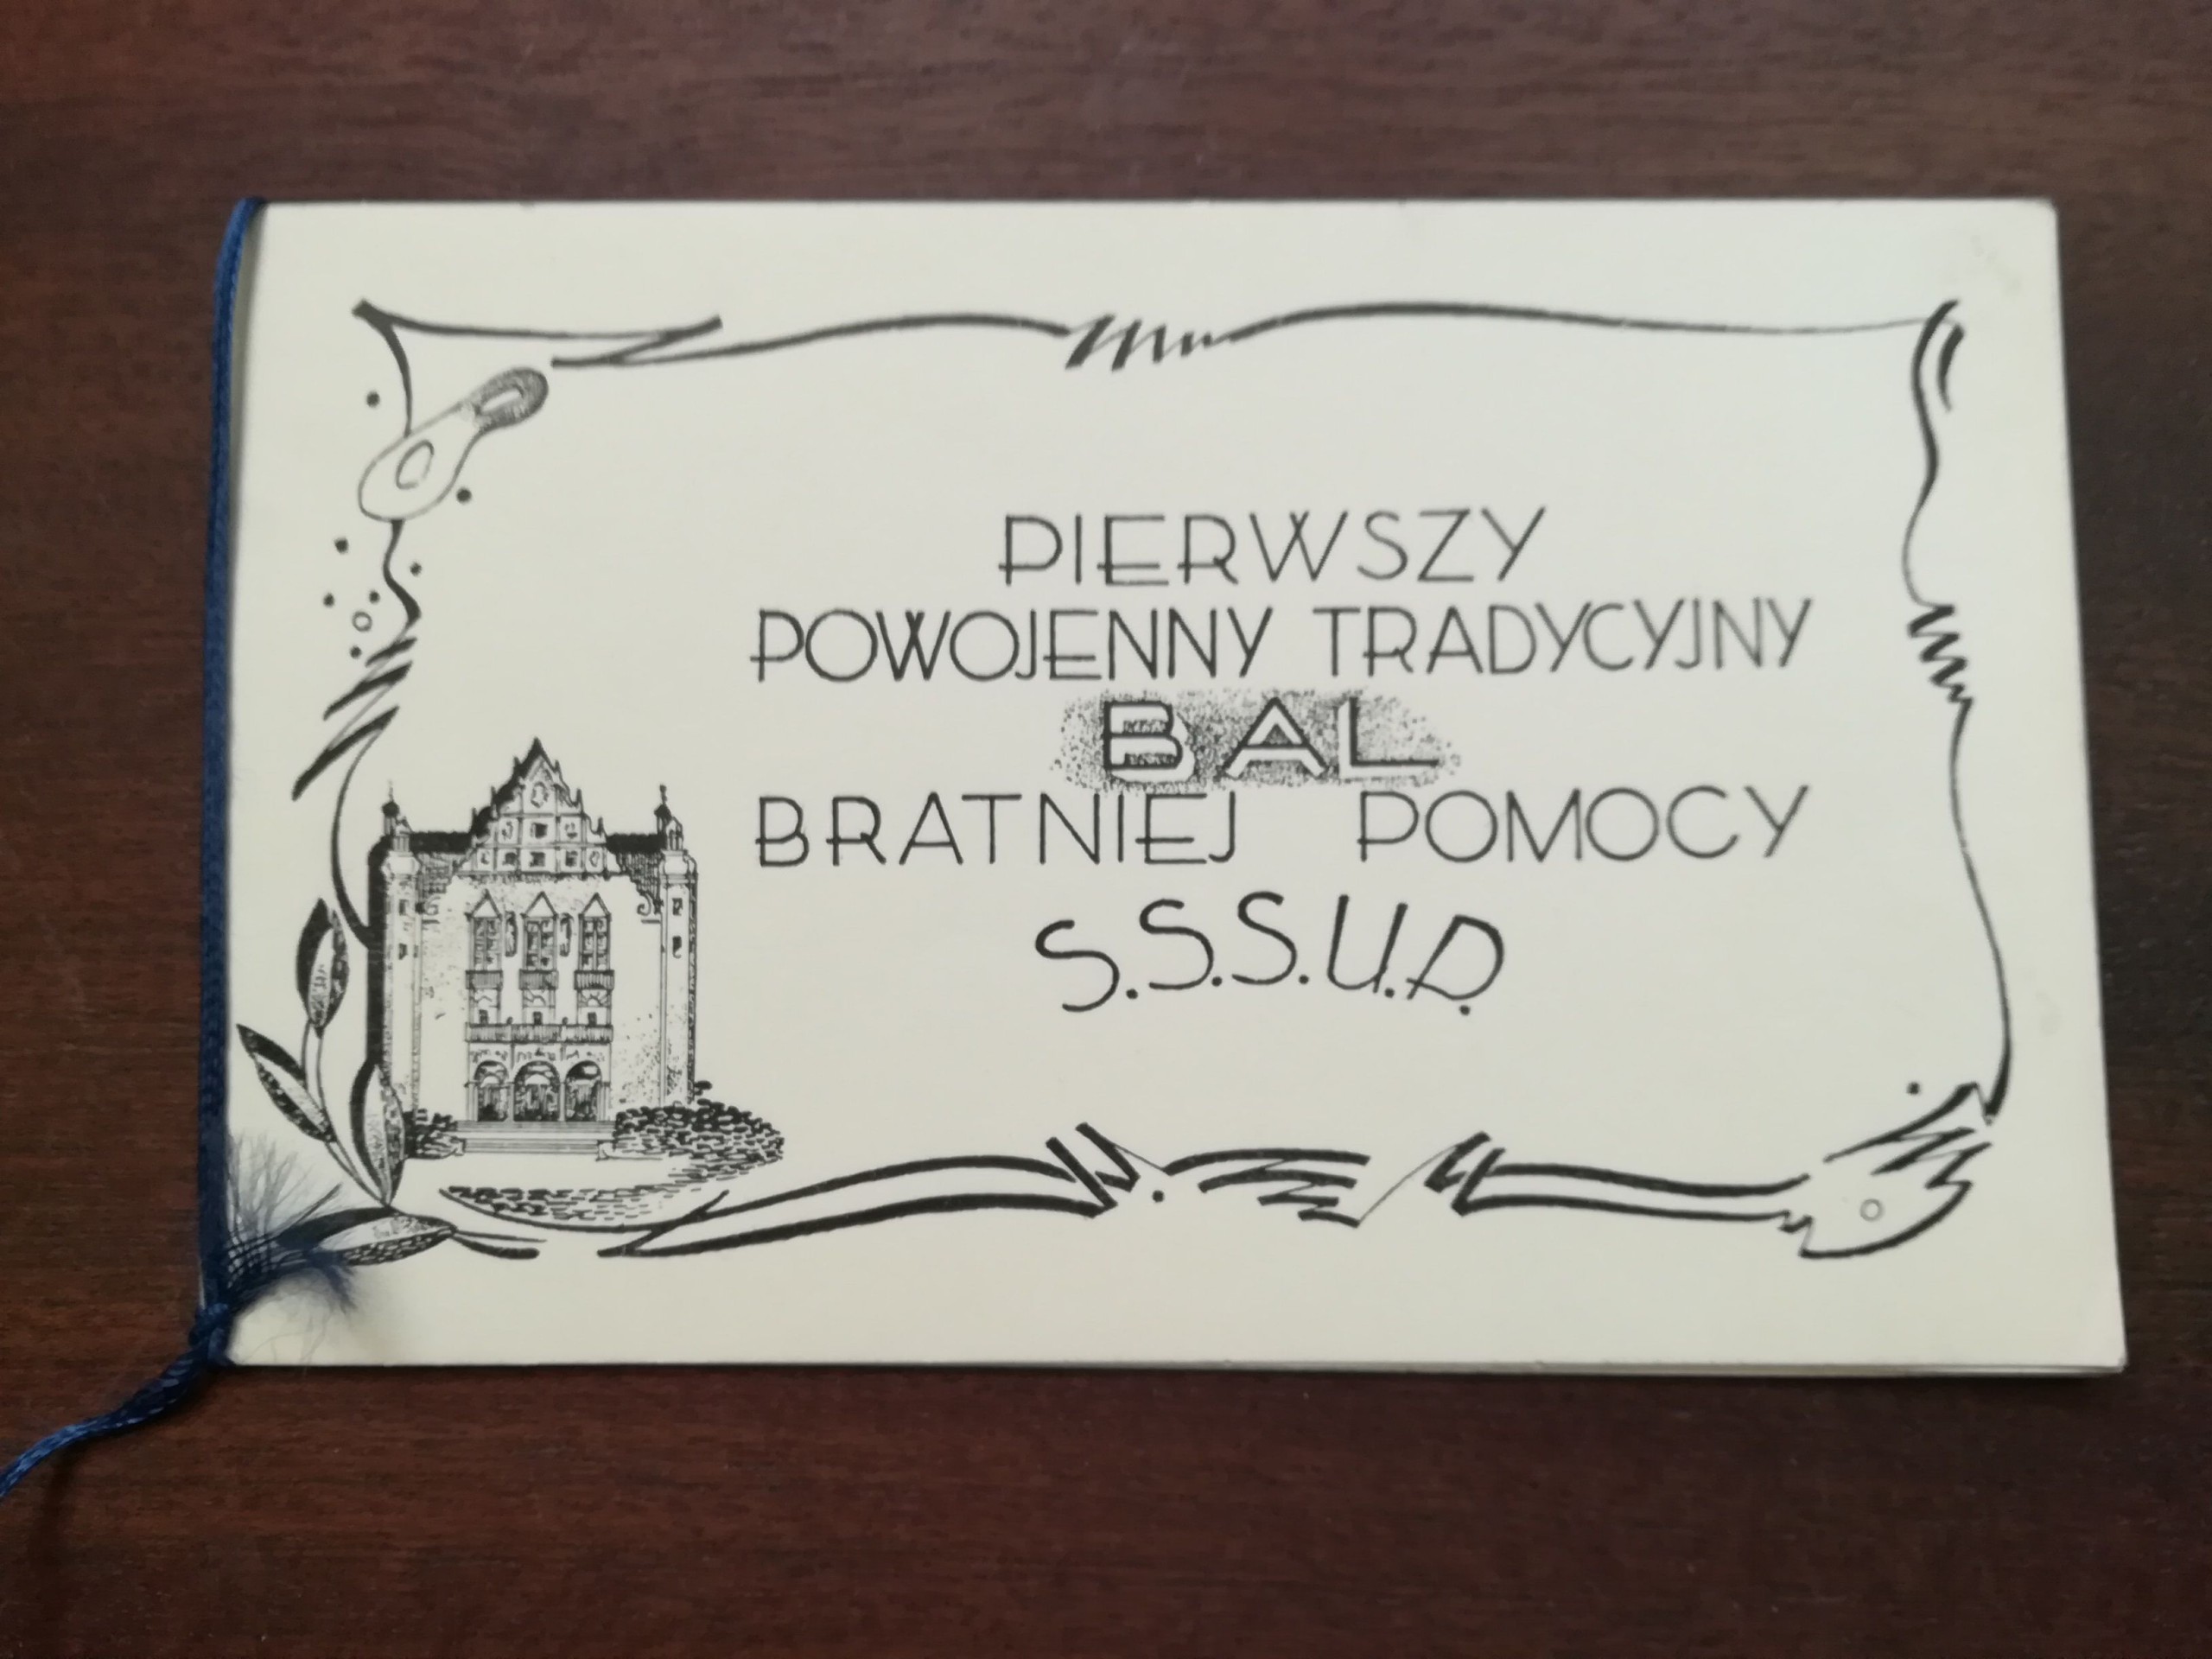 PIERWSZY
POWOJENNY TRADYCYJNY
BAL
BRATNIEJ POMOCY
S.S.S.U.P.